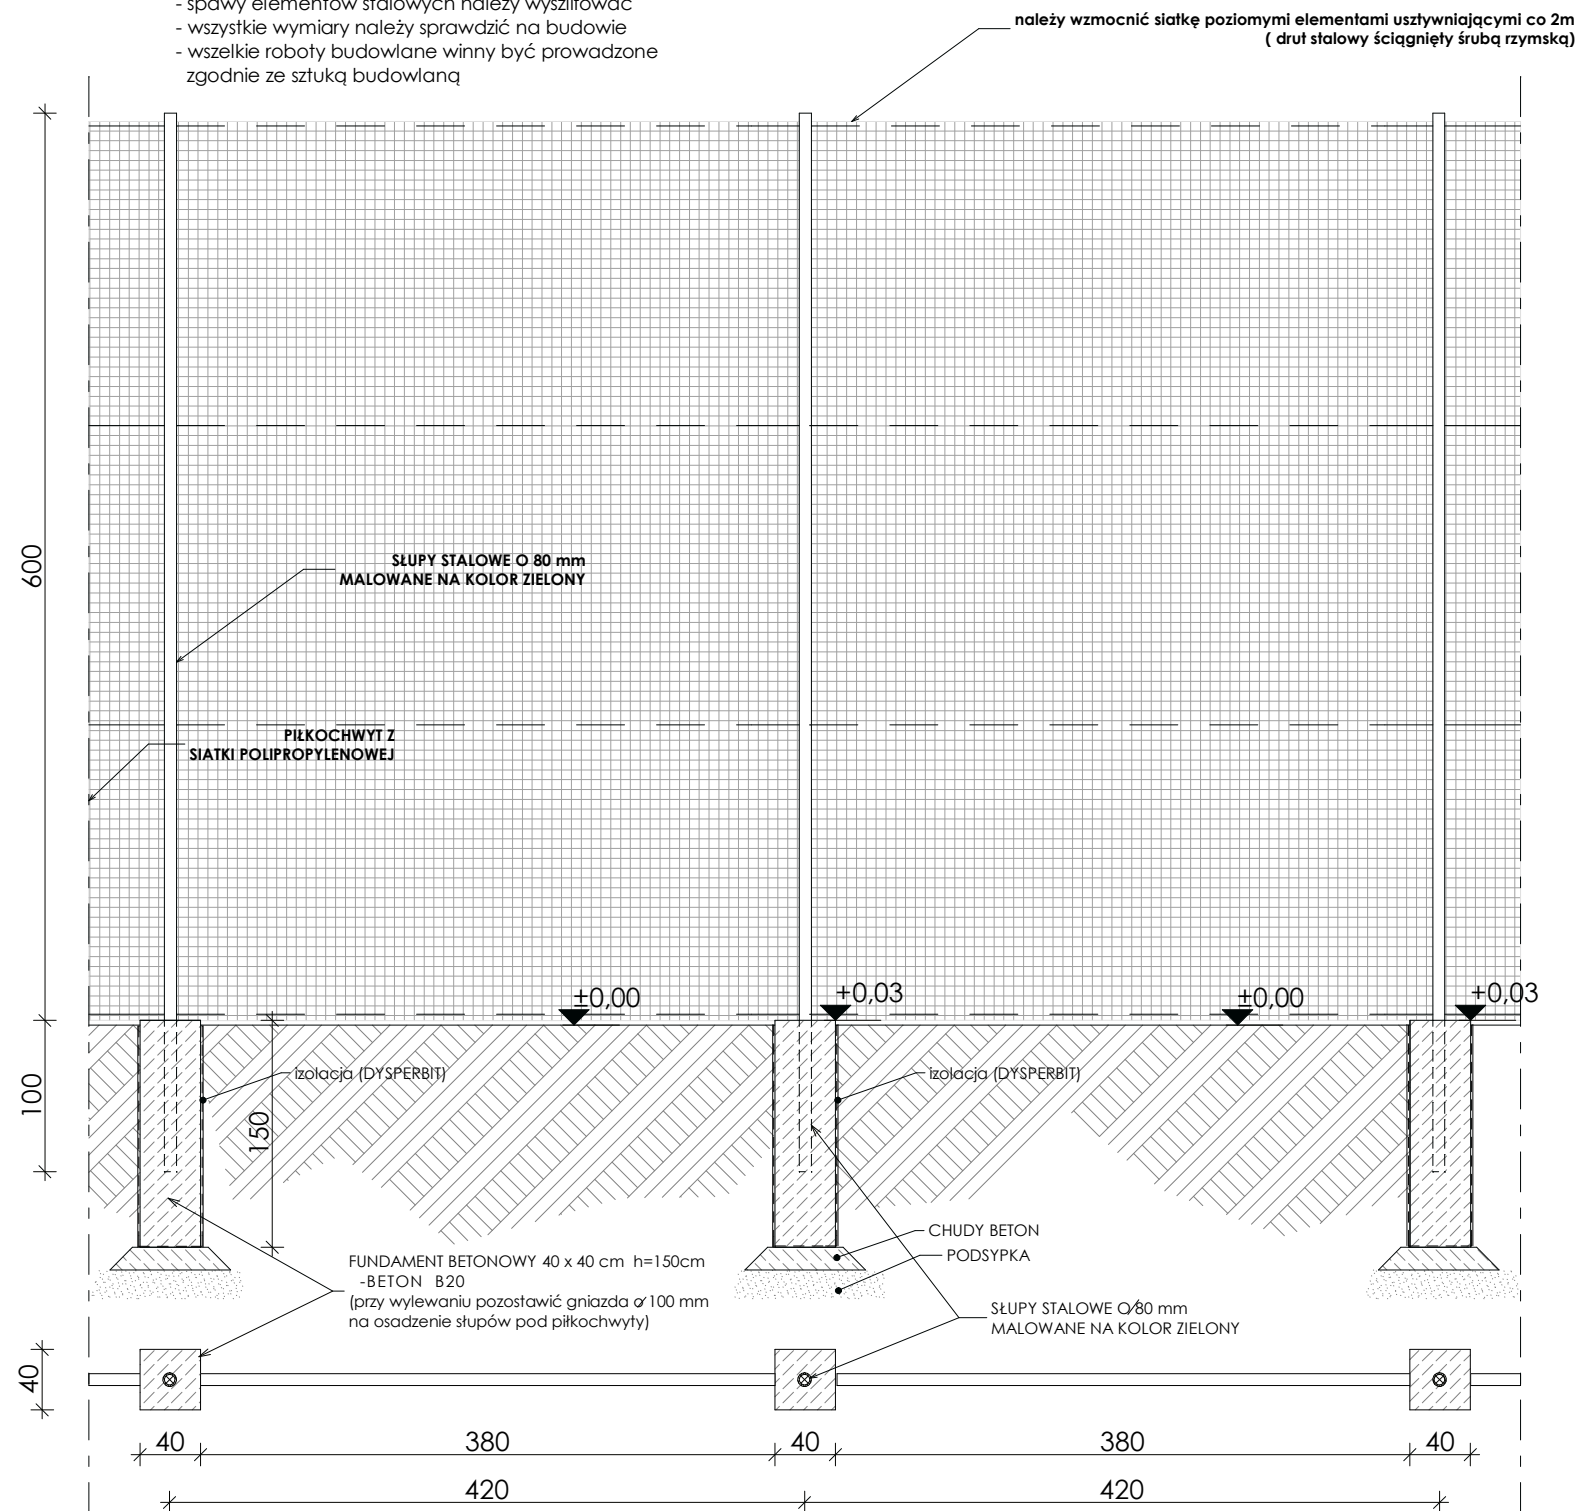 - spawy elementów stalowych należy wyszlifować
- wszystkie wymiary należy sprawdzić na budowie
- wszelkie roboty budowlane winny być prowadzone
zgodnie ze sztuką budowlaną
należy wzmocnić siatkę poziomymi elementami usztywniającymi co 2m
( drut stalowy ściągnięty śrubą rzymską)
600
SŁUPY STALOWE O 80 mm
MALOWANE NA KOLOR ZIELONY
PIŁKOCHWYT Z
SIATKI POLIPROPYLENOWEJ
±0,00
+0,03
±0,00
+0,03
100
izolacja (DYSPERBIT)
150
izolacja (DYSPERBIT)
CHUDY BETON
PODSYPKA
FUNDAMENT BETONOWY 40 x 40 cm h=150cm
-BETON B20
(przy wylewaniu pozostawić gniazda ø 100 mm
na osadzenie słupów pod piłkochwyty)
SŁUPY STALOWE Ø 80 mm
MALOWANE NA KOLOR ZIELONY
40
40 380 40 380 40
420 420